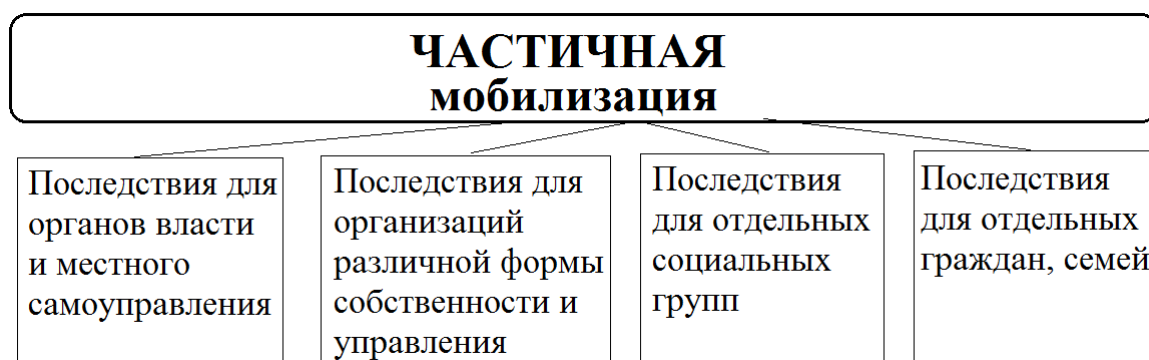 ЧАСТИЧНАЯ
мобилизация
Последствия для
органов власти
и местного
самоуправления
Последствия для
организаций
различной формы
собственности и
управления
Последствия
для отдельных
социальных
групп
Последствия
для отдельных
граждан, семей